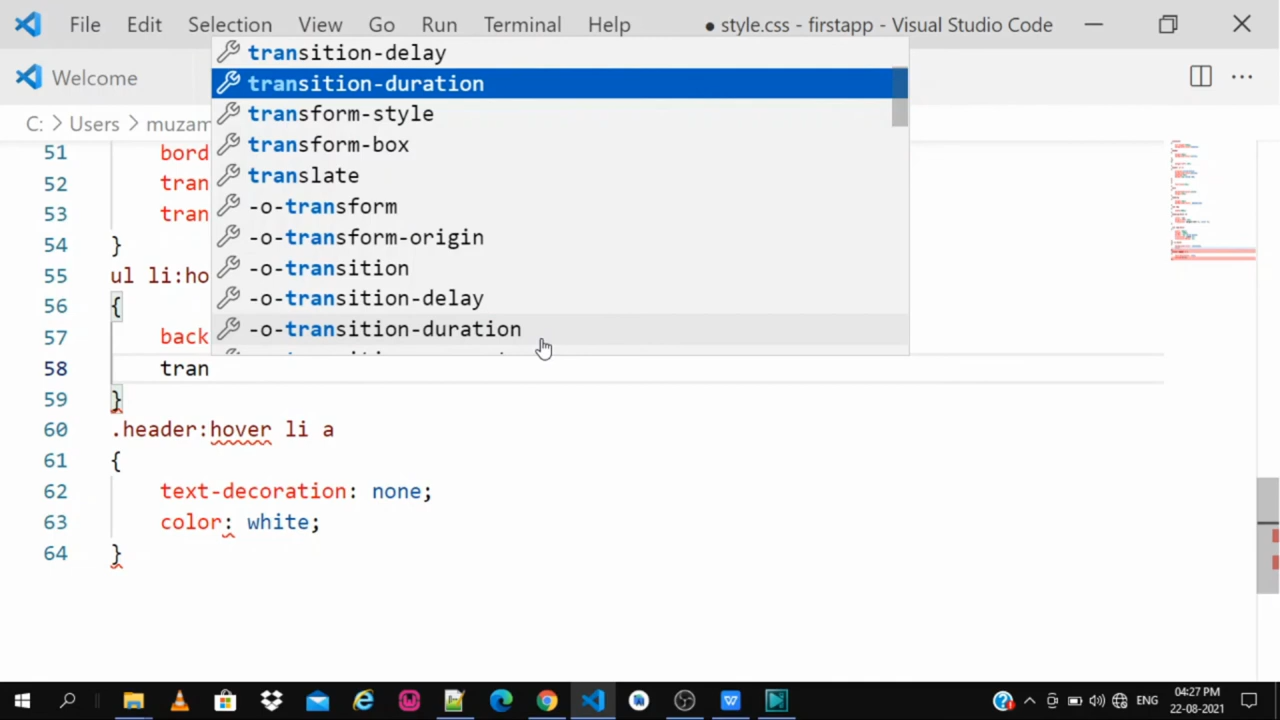 File Edit Selection View Go Run Terminal Help ● style.css - firstapp - Visual Studio Code
Welcome
C: > Users > muzam
transition-delay
transition-duration
transform-style
transform-box
translate
-o-transform
-o-transform-origin
-o-transition
-o-transition-delay
-o-transition-duration
51 bord
52 tran
53 tran
54 }
55 ul li:ho
56 {
57 back
58 tran
59 }
60 .header:hover li a
61 {
62 text-decoration: none;
63 color: white;
64 }
ENG
04:27 PM
22-08-2021